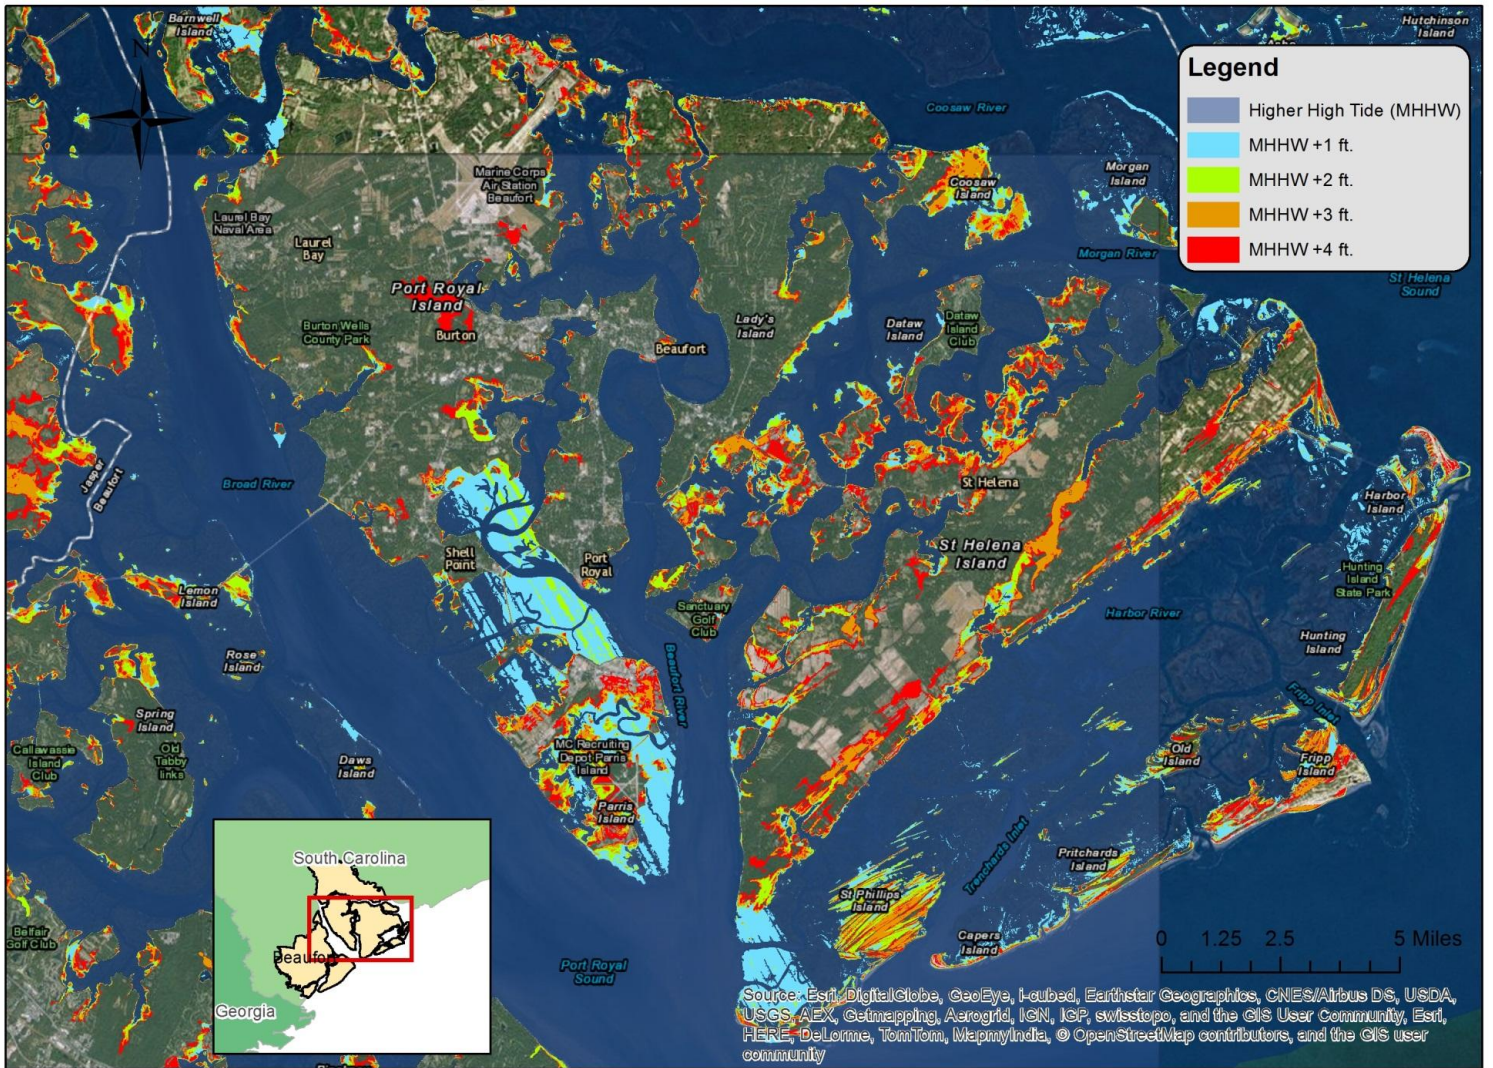 Barnwell
Island
N
Hutchinson
Island
Legend
Higher High Tide (MHHW)
MHHW +1 ft.
MHHW +2 ft.
MHHW +3 ft.
MHHW +4 ft.
Coosaw River
Marine Corps
Air Station
Beaufort
Coosaw
Island
Morgan
Island
Laurel Bay
Naval Area
Laurel
Bay
Morgan River
St Helena
Sound
Port Royal
Island
Burton Wells
County Park
Burton
Lady's
Island
Dataw
Island
Dataw
Island
Club
Beaufort
Jasper
Beaufort
Broad River
St Helena
Harbor
Island
Shell
Point
Port
Royal
St Helena
Island
Hunting
Island
State Park
Lemon
Island
Sanctuary
Golf
Club
Harbor River
Rose
Island
Hunting
Island
Beaufort River
Fripp Inlet
Spring
Island
Callawassie
Island
Club
Old
Tabby
links
Daws
Island
MC Recruiting
Depot Parris
Island
Old
Island
Fripp
Island
Parris
Island
Trenchards Inlet
Pritchards
Island
St Phillips
Island
South Carolina
Beaufo
Georgia
Belfair
Golf Club
Capers
Island
Port Royal
Sound
0 1.25 2.5 5 Miles
Source: Esri, DigitalGlobe, GeoEye, i-cubed, Earthstar Geographics, CNES/Airbus DS, USDA,
USGS, AEX, Getmapping, Aerogrid, IGN, IGP, swisstopo, and the GIS User Community, Esri,
HERE, DeLorme, TomTom, MapmyIndia, © OpenStreetMap contributors, and the GIS user
community